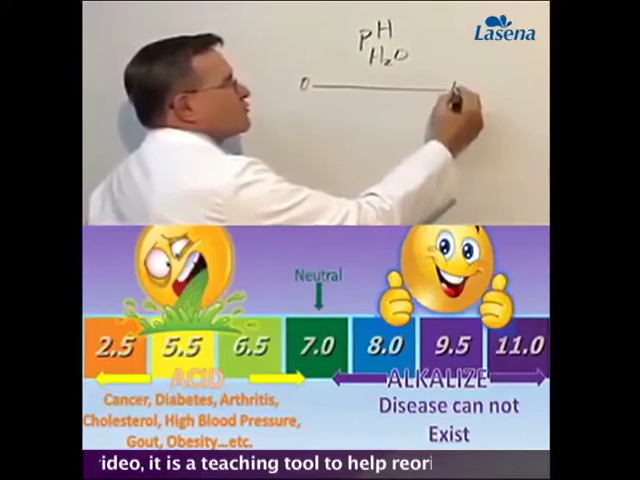 Lasena
pH
H₂O
0
Neutral
2.5 5.5 6.5 7.0 8.0 9.5 11.0
ACID
Cancer, Diabetes, Arthritis,
Cholesterol, High Blood Pressure,
Gout, Obesity...etc.
ALKALIZE
Disease can not
Exist
it is a teaching tool to help